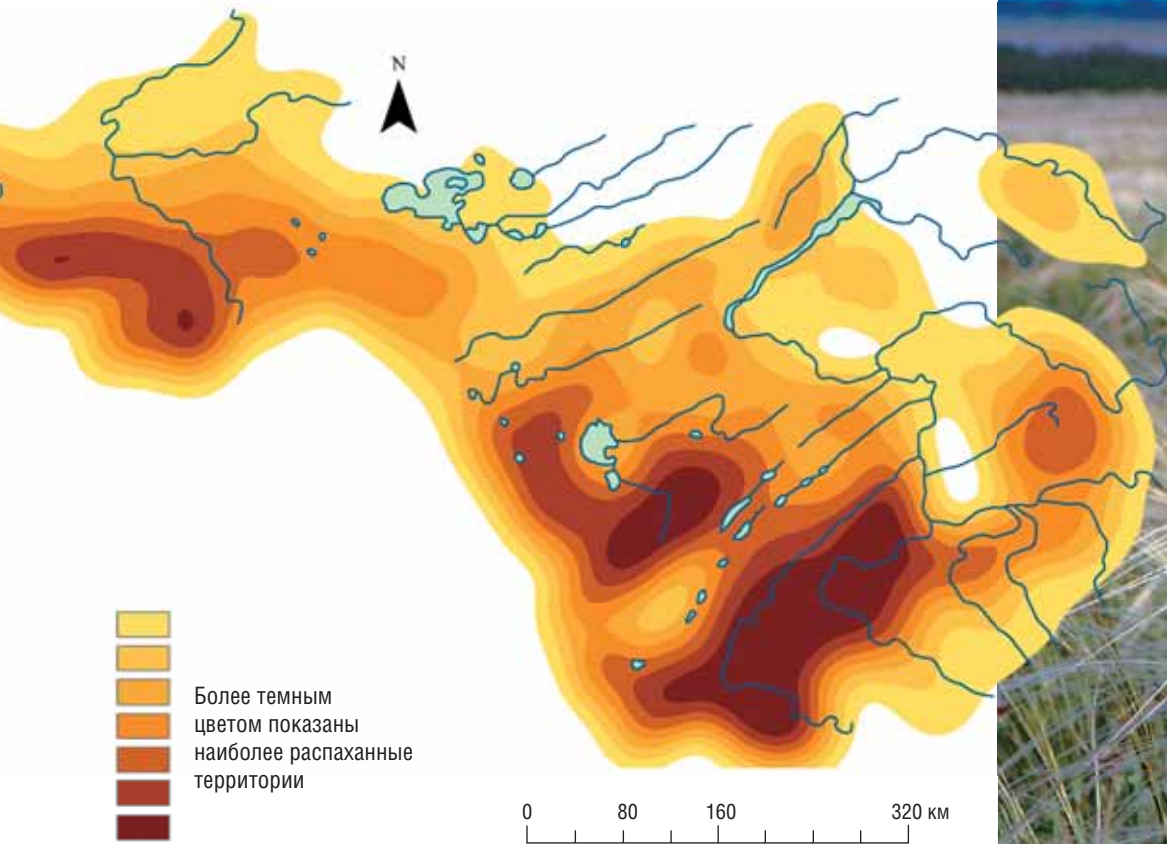 N
Более темным
цветом показаны
наиболее распаханные
территории
0 80 160 320 км